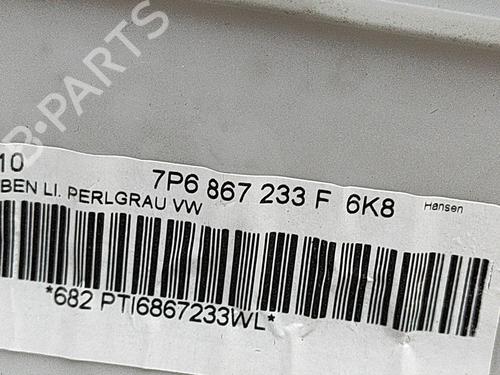 B-PARTS
10
7P6 867 233 F 6K8
Hansen
BEN LI. PERLGRAU VW
*682 PTI6867233WL*